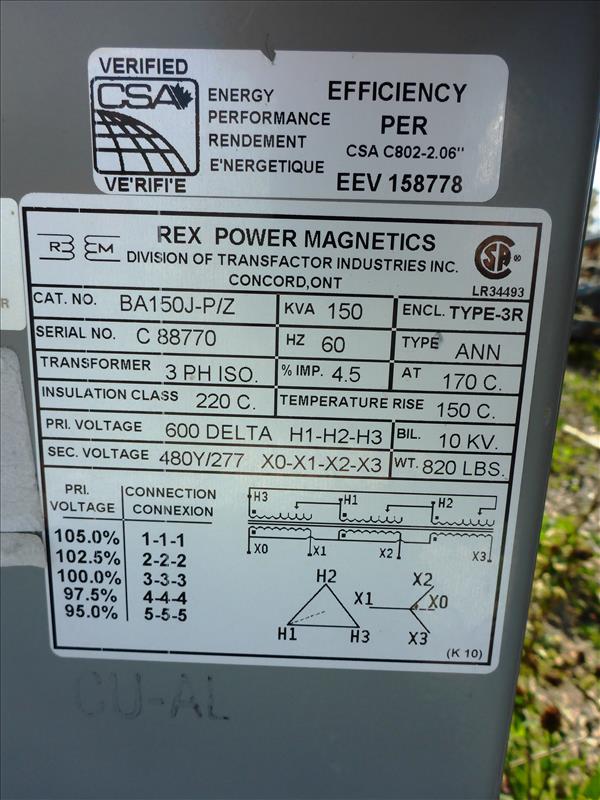 VERIFIED
CSA
VE'RIFI'E
ENERGY
PERFORMANCE
RENDEMENT
E'NERGETIQUE
EFFICIENCY
PER
CSA C802-2.06"
EEV 158778
R
REX POWER MAGNETICS
DIVISION OF TRANSFACTOR INDUSTRIES INC.
CONCORD,ONT
LR34493
CAT. NO. BA150J-P/Z KVA 150 ENCL. TYPE-3R
SERIAL NO. C 88770 HZ 60 TYPE ANN
TRANSFORMER 3 PH ISO. % IMP. 4.5 AT 170 C.
INSULATION CLASS 220 C. TEMPERATURE RISE 150 C.
PRI. VOLTAGE 600 DELTA H1-H2-H3 BIL. 10 KV.
SEC. VOLTAGE 480Y/277 X0-X1-X2-X3 WT. 820 LBS.
PRI. CONNECTION
VOLTAGE CONNEXION
105.0% 1-1-1
102.5% 2-2-2
100.0% 3-3-3
97.5% 4-4-4
95.0% 5-5-5
H3 H1 H2
X0 X1 X2 X3
H2
H1 H3
X2
X1 X0
X3
(K 10)
CU-AL